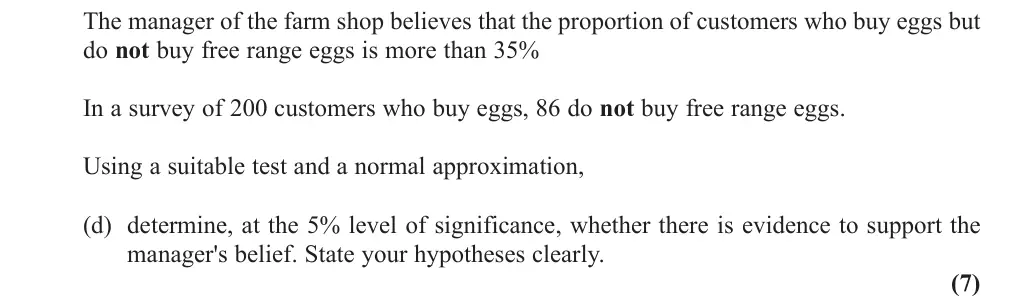 The manager of the farm shop believes that the proportion of customers who buy eggs but
do not buy free range eggs is more than 35%
In a survey of 200 customers who buy eggs, 86 do not buy free range eggs.
Using a suitable test and a normal approximation,
(d) determine, at the 5% level of significance, whether there is evidence to support the
manager's belief. State your hypotheses clearly.
(7)